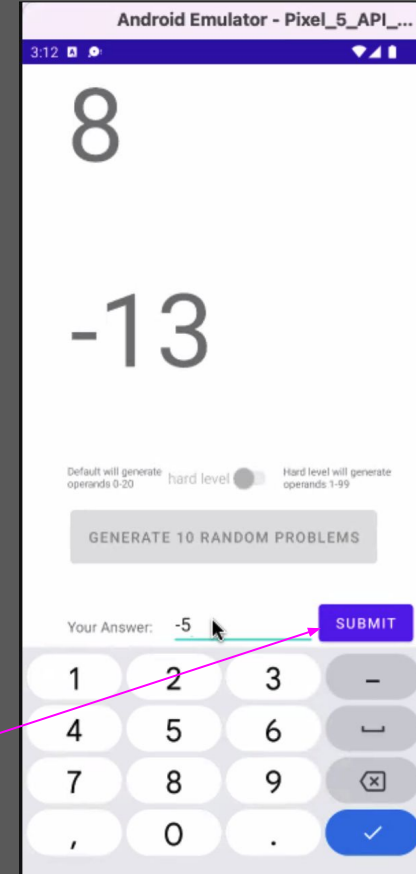 Android Emulator - Pixel_5_API_...
3:12
8
-13
Default will generate
operands 0-20
hard level
Hard level will generate
operands 1-99
GENERATE 10 RANDOM PROBLEMS
Your Answer: -5
SUBMIT
1 2 3 –
4 5 6
7 8 9
, 0 .